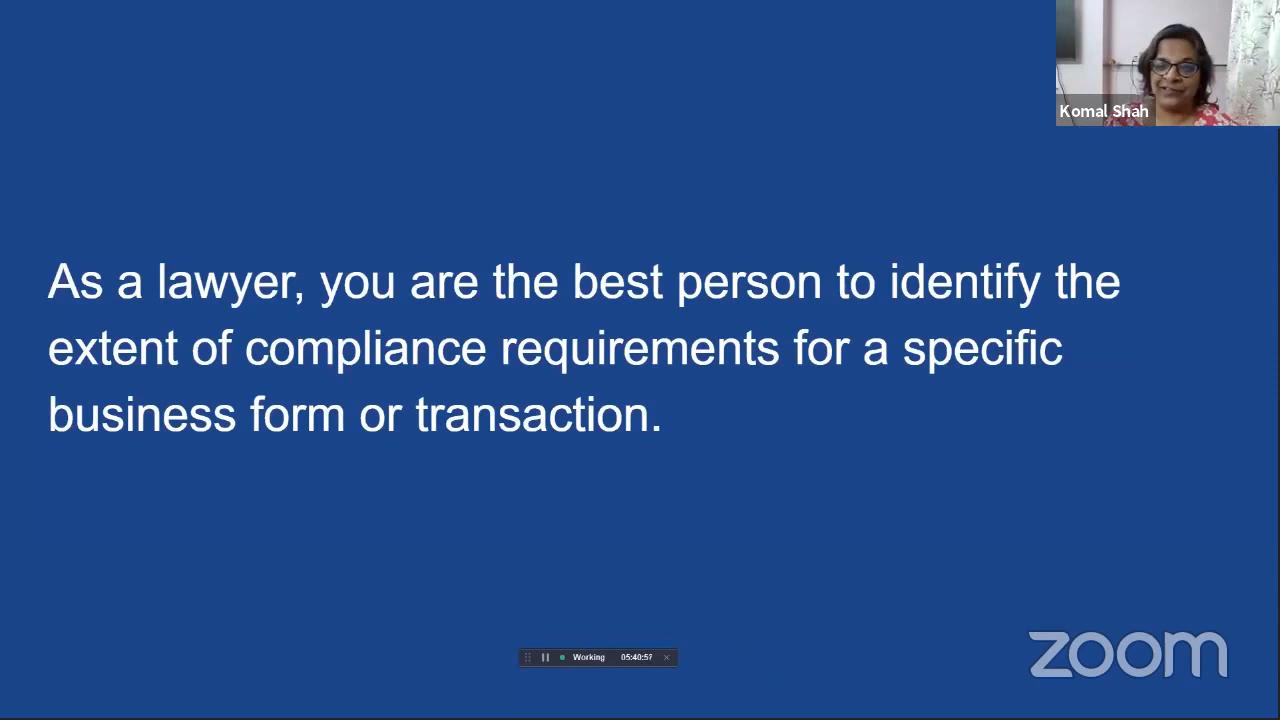 Komal Shah
As a lawyer, you are the best person to identify the
extent of compliance requirements for a specific
business form or transaction.
Working 05:40:57
zoom